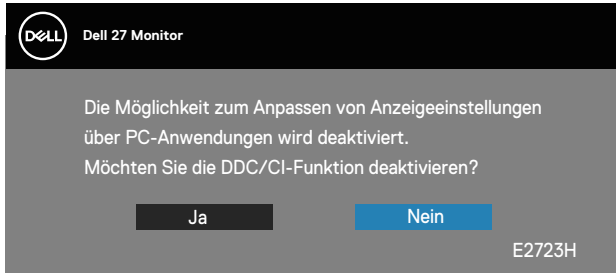 DELL
Dell 27 Monitor
Die Möglichkeit zum Anpassen von Anzeigeeinstellungen
über PC-Anwendungen wird deaktiviert.
Möchten Sie die DDC/CI-Funktion deaktivieren?
Ja Nein
E2723H